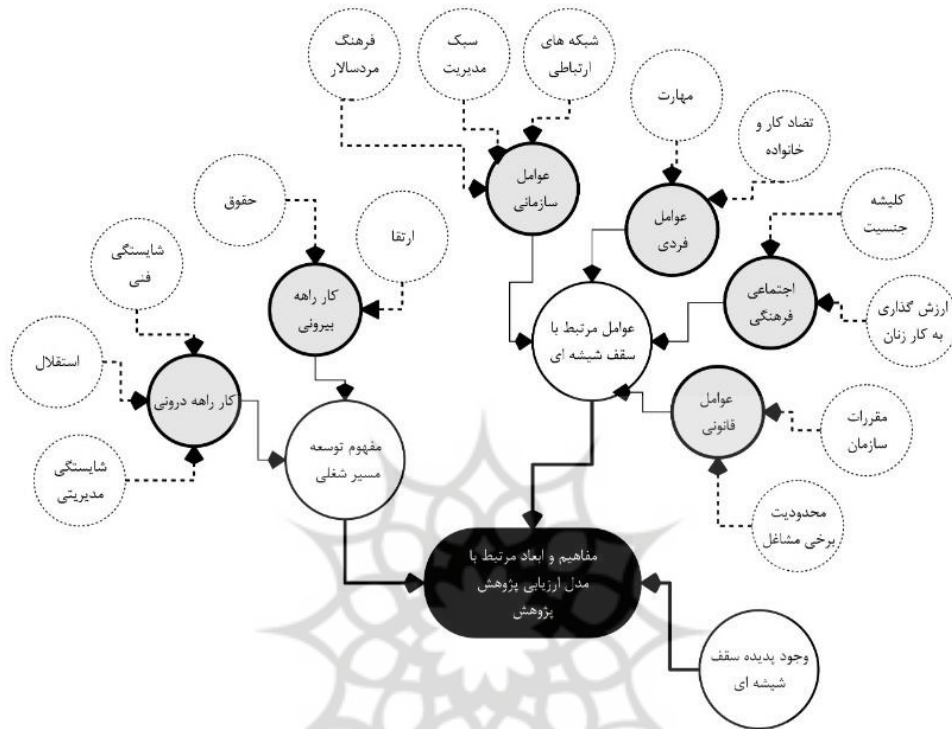 فرهنگ
مردسالار
سبک
مدیریت
شبکه های
ارتباطی
مهارت
تضاد کار و
خانواده
عوامل
سازمانی
عوامل
فردی
کلیشه
جنسیت
حقوق
ارتقا
شایستگی
فنی
کار راهه
بیرونی
عوامل مرتبط با
سقف شیشه ای
اجتماعی
فرهنگی
ارزش گذاری
به کار زنان
استقلال
کار راهه درونی
شایستگی
مدیریتی
مفهوم توسعه
مسیر شغلی
عوامل
قانونی
مقررات
سازمان
محدودیت
برخی مشاغل
مفاهیم و ابعاد مرتبط با
مدل ارزیابی پژوهش
پژوهش
وجود پدیده سقف
شیشه ای